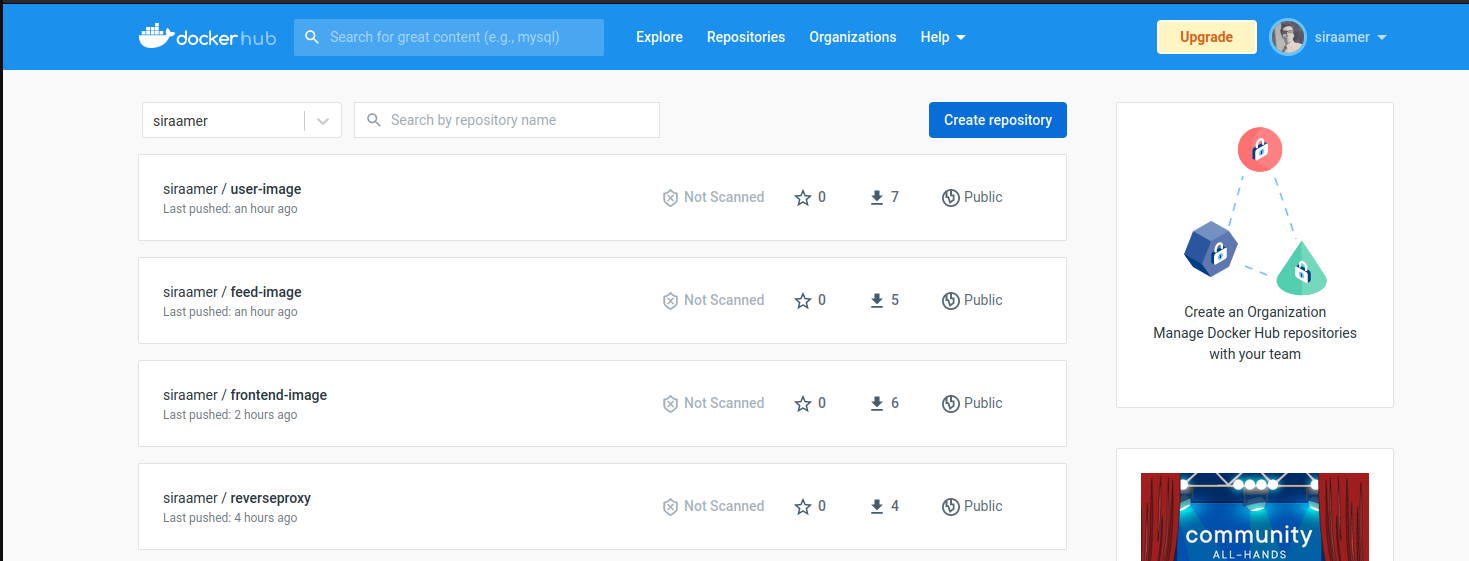 docker hub
Search for great content (e.g., mysql)
Explore
Repositories
Organizations
Help
Upgrade
siraamer
siraamer
Search by repository name
Create repository
siraamer / user-image
Last pushed: an hour ago
Not Scanned
0
7
Public
siraamer / feed-image
Last pushed: an hour ago
Not Scanned
0
5
Public
siraamer / frontend-image
Last pushed: 2 hours ago
Not Scanned
0
6
Public
siraamer / reverseproxy
Last pushed: 4 hours ago
Not Scanned
0
4
Public
Create an Organization
Manage Docker Hub repositories
with your team
community
ALL-HANDS